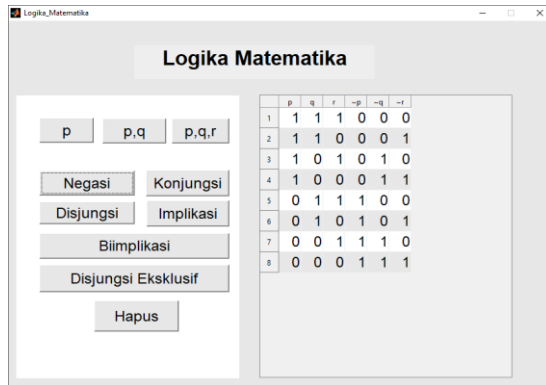 Logika_Matematika
Logika Matematika
p p,q p,q,r
Negasi Konjungsi
Disjungsi Implikasi
Biimplikasi
Disjungsi Eksklusif
Hapus
p q r ~p ~q ~r
1 1 1 1 0 0 0
2 1 1 0 0 0 1
3 1 0 1 0 1 0
4 1 0 0 0 1 1
5 0 1 1 1 0 0
6 0 1 0 1 0 1
7 0 0 1 1 1 0
8 0 0 0 1 1 1